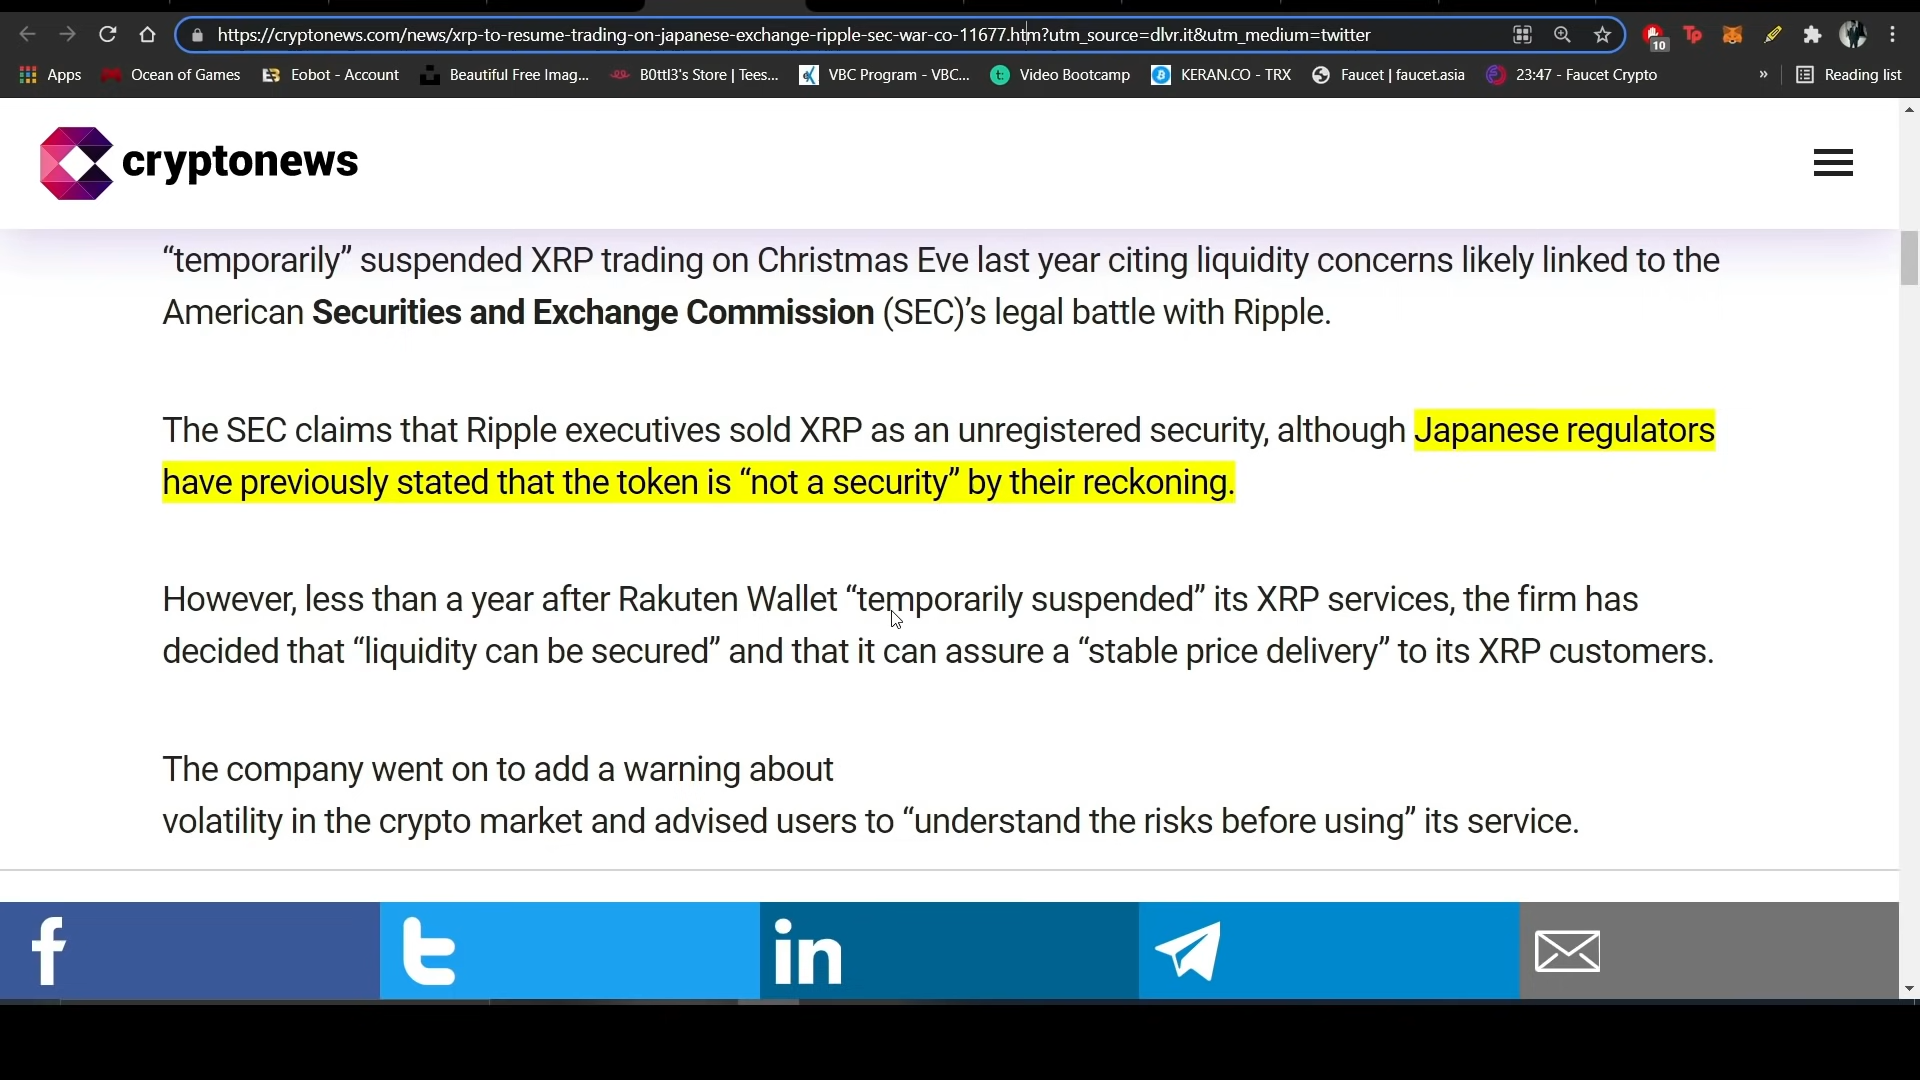 https://cryptonews.com/news/xrp-to-resume-trading-on-japanese-exchange-ripple-sec-war-co-11677.htm?utm_source=dlvr.it&utm_medium=twitter
10
Apps Ocean of Games Eobot - Account Beautiful Free Imag... B0ttl3's Store | Tees... VBC Program - VBC... Video Bootcamp KERAN.CO - TRX Faucet | faucet.asia 23:47 - Faucet Crypto » Reading list
cryptonews
“temporarily” suspended XRP trading on Christmas Eve last year citing liquidity concerns likely linked to the
American Securities and Exchange Commission (SEC)’s legal battle with Ripple.
The SEC claims that Ripple executives sold XRP as an unregistered security, although Japanese regulators
have previously stated that the token is “not a security” by their reckoning.
However, less than a year after Rakuten Wallet “temporarily suspended” its XRP services, the firm has
decided that “liquidity can be secured” and that it can assure a “stable price delivery” to its XRP customers.
The company went on to add a warning about
volatility in the crypto market and advised users to “understand the risks before using” its service.